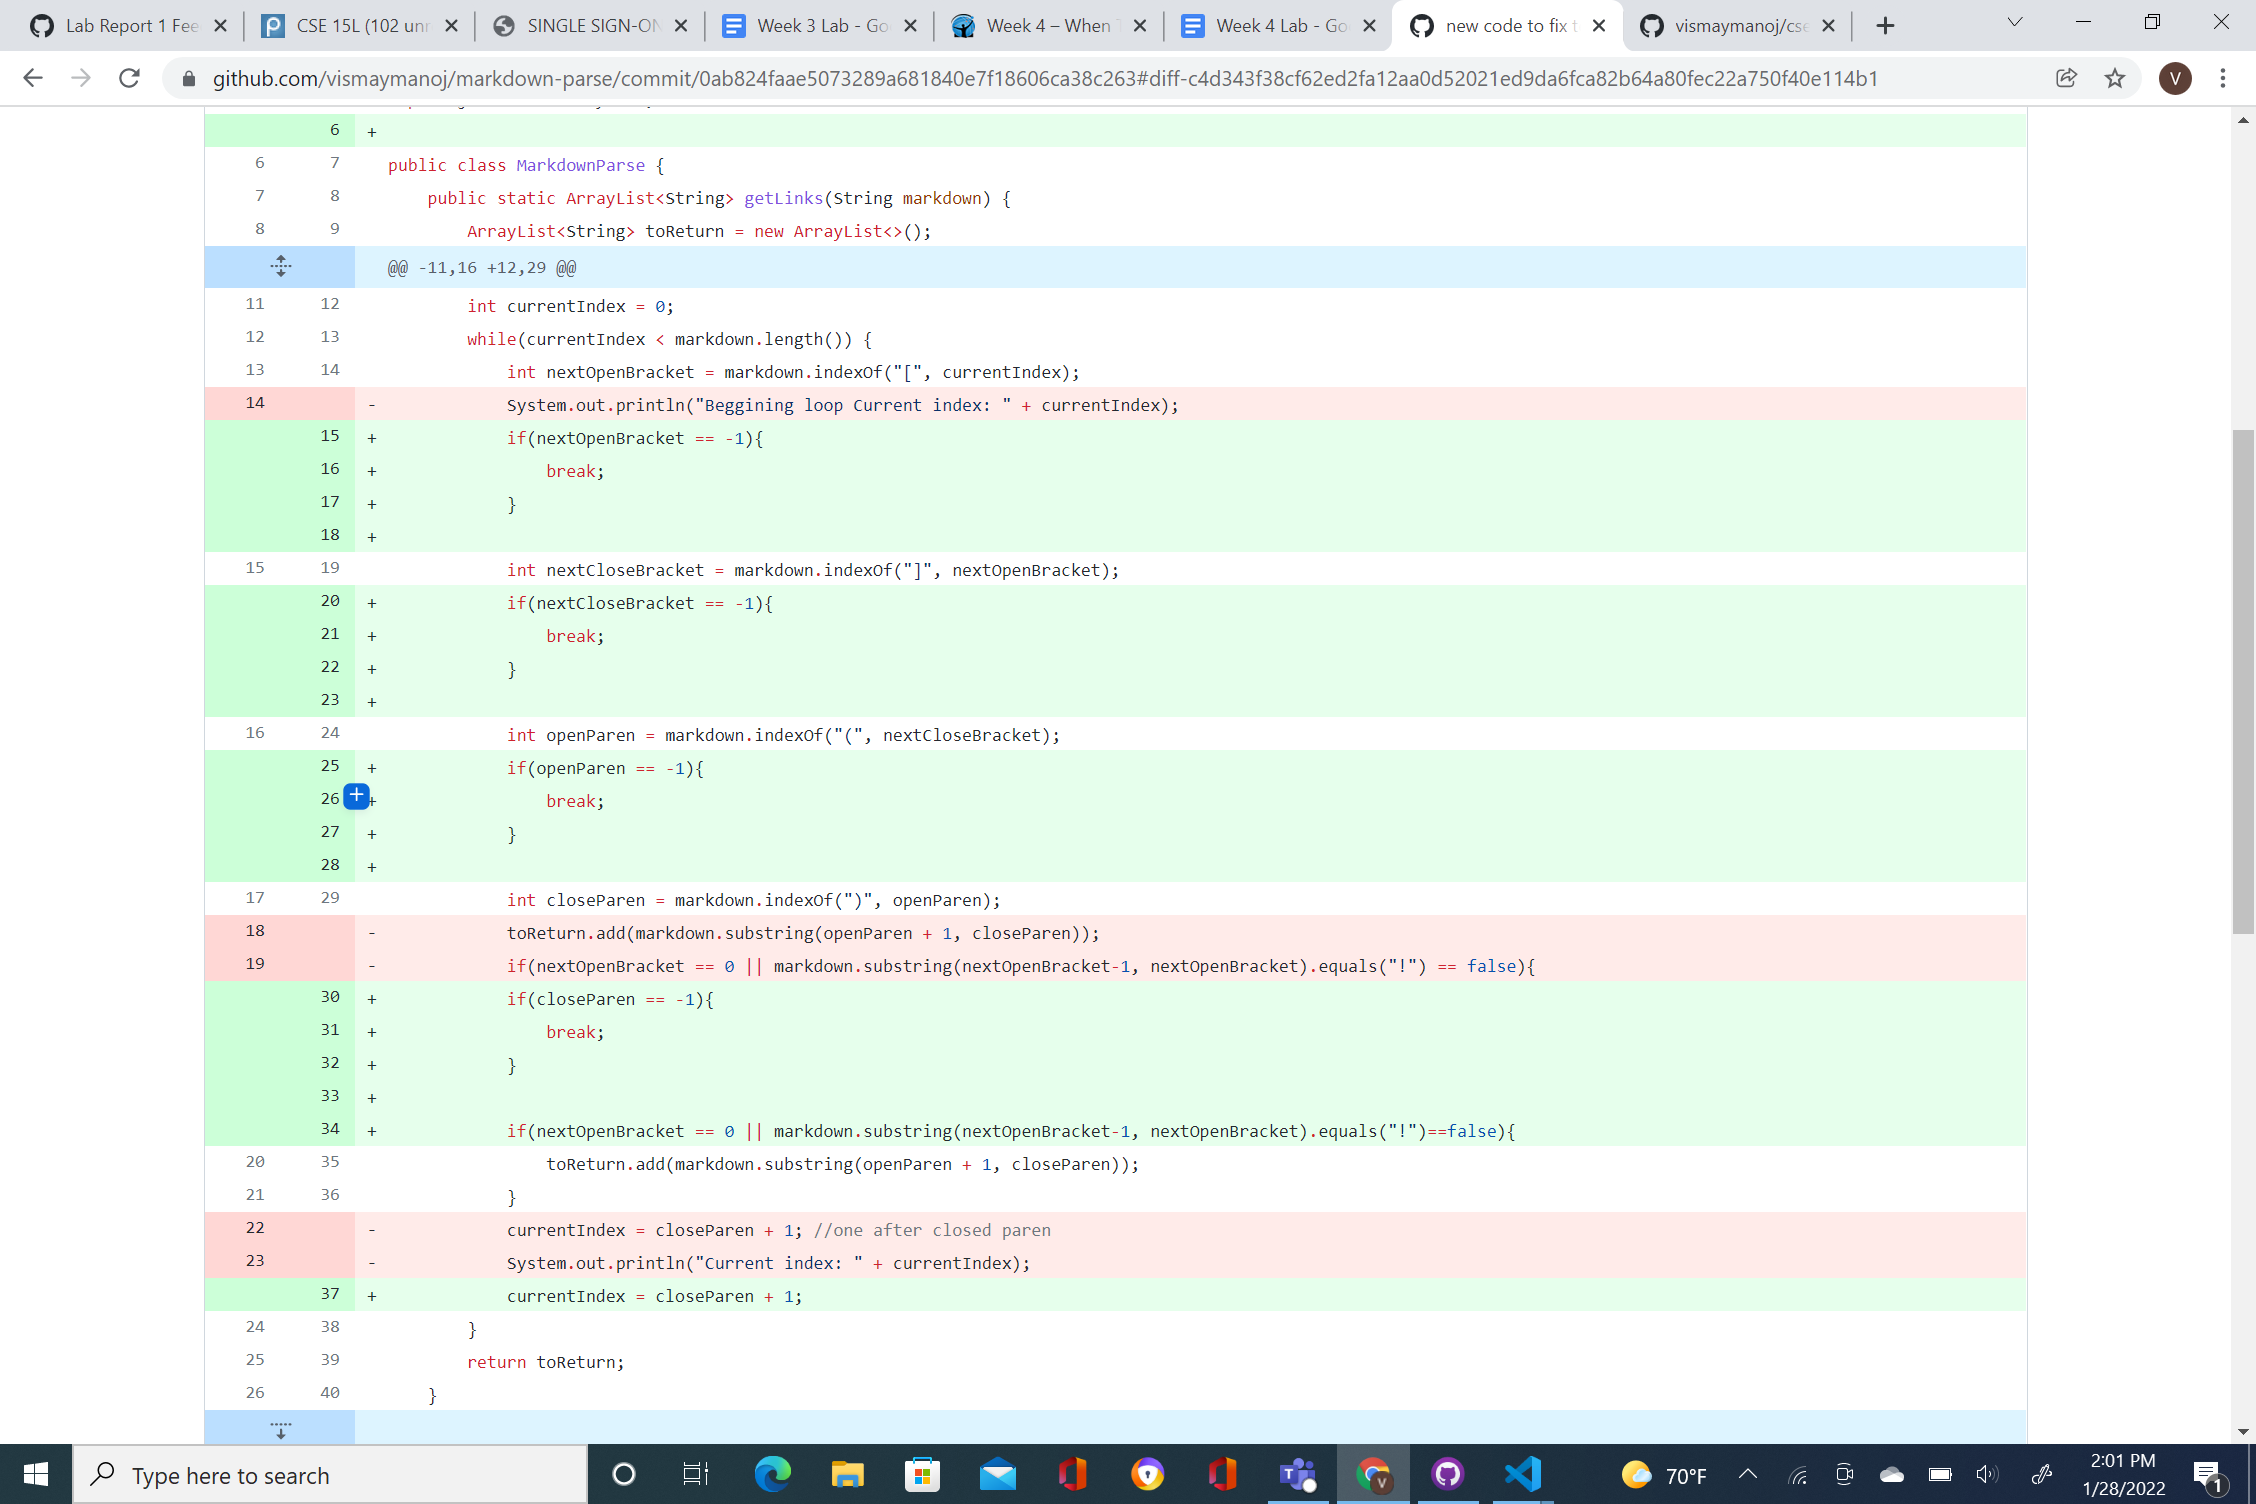 Lab Report 1 Fee
CSE 15L (102 unr
SINGLE SIGN-ON
Week 3 Lab - Go
Week 4 – When T
Week 4 Lab - Go
new code to fix t
vismaymanoj/cse
github.com/vismaymanoj/markdown-parse/commit/0ab824faae5073289a681840e7f18606ca38c263#diff-c4d343f38cf62ed2fa12aa0d52021ed9da6fca82b64a80fec22a750f40e114b1
V
6 +
6 7 public class MarkdownParse {
7 8 public static ArrayList<String> getLinks(String markdown) {
8 9 ArrayList<String> toReturn = new ArrayList<>();
@@ -11,16 +12,29 @@
11 12 int currentIndex = 0;
12 13 while(currentIndex < markdown.length()) {
13 14 int nextOpenBracket = markdown.indexOf("[", currentIndex);
14 - System.out.println("Beggining loop Current index: " + currentIndex);
15 + if(nextOpenBracket == -1){
16 + break;
17 + }
18 +
15 19 int nextCloseBracket = markdown.indexOf("]", nextOpenBracket);
20 + if(nextCloseBracket == -1){
21 + break;
22 + }
23 +
16 24 int openParen = markdown.indexOf("(", nextCloseBracket);
25 + if(openParen == -1){
26 + break;
27 + }
28 +
17 29 int closeParen = markdown.indexOf(")", openParen);
18 - toReturn.add(markdown.substring(openParen + 1, closeParen));
19 - if(nextOpenBracket == 0 || markdown.substring(nextOpenBracket-1, nextOpenBracket).equals("!") == false){
30 + if(closeParen == -1){
31 + break;
32 + }
33 +
34 + if(nextOpenBracket == 0 || markdown.substring(nextOpenBracket-1, nextOpenBracket).equals("!")==false){
20 35 toReturn.add(markdown.substring(openParen + 1, closeParen));
21 36 }
22 - currentIndex = closeParen + 1; //one after closed paren
23 - System.out.println("Current index: " + currentIndex);
37 + currentIndex = closeParen + 1;
24 38 }
25 39 return toReturn;
26 40 }
Type here to search
70°F
2:01 PM
1/28/2022
1